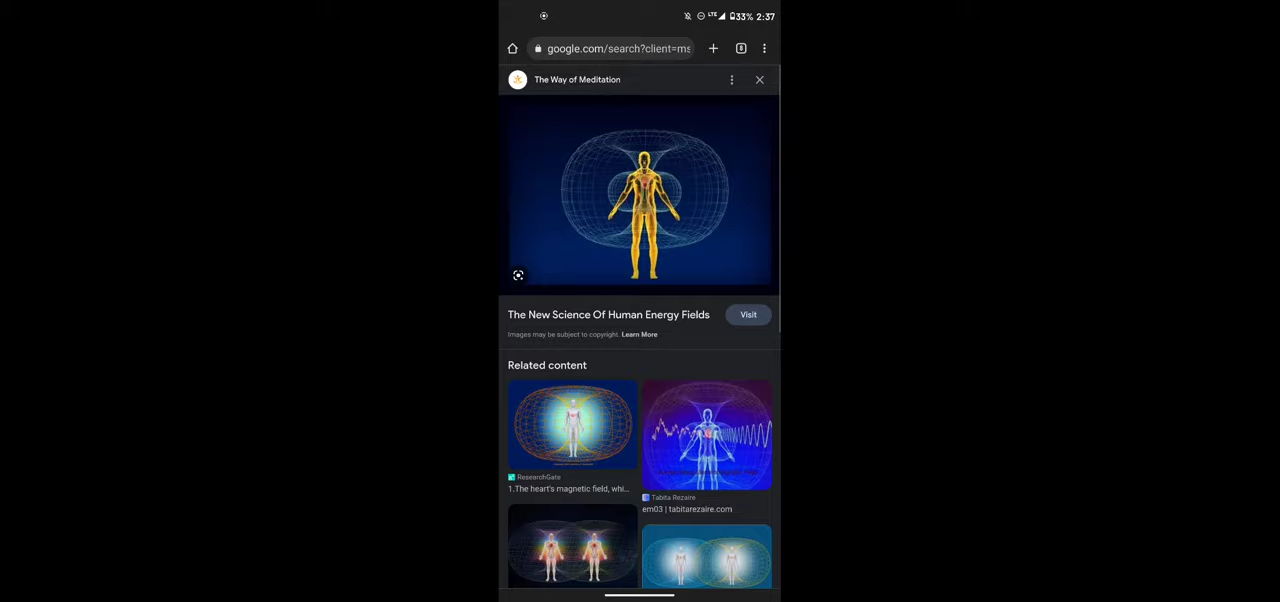 LTE 33% 2:37
google.com/search?client=ms
8
The Way of Meditation
The New Science Of Human Energy Fields
Visit
Images may be subject to copyright. Learn More
Related content
ResearchGate
1.The heart's magnetic field, whi...
Tabita Rezaire
em03 | tabitarezaire.com